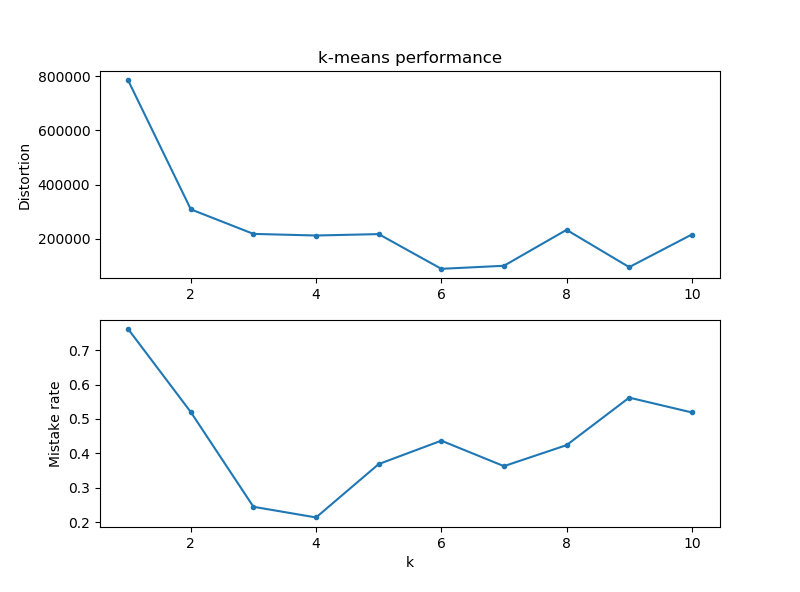 k-means performance
Distortion
800000
600000
400000
200000
2 4 6 8 10
Mistake rate
0.7
0.6
0.5
0.4
0.3
0.2
2 4 6 8 10
k